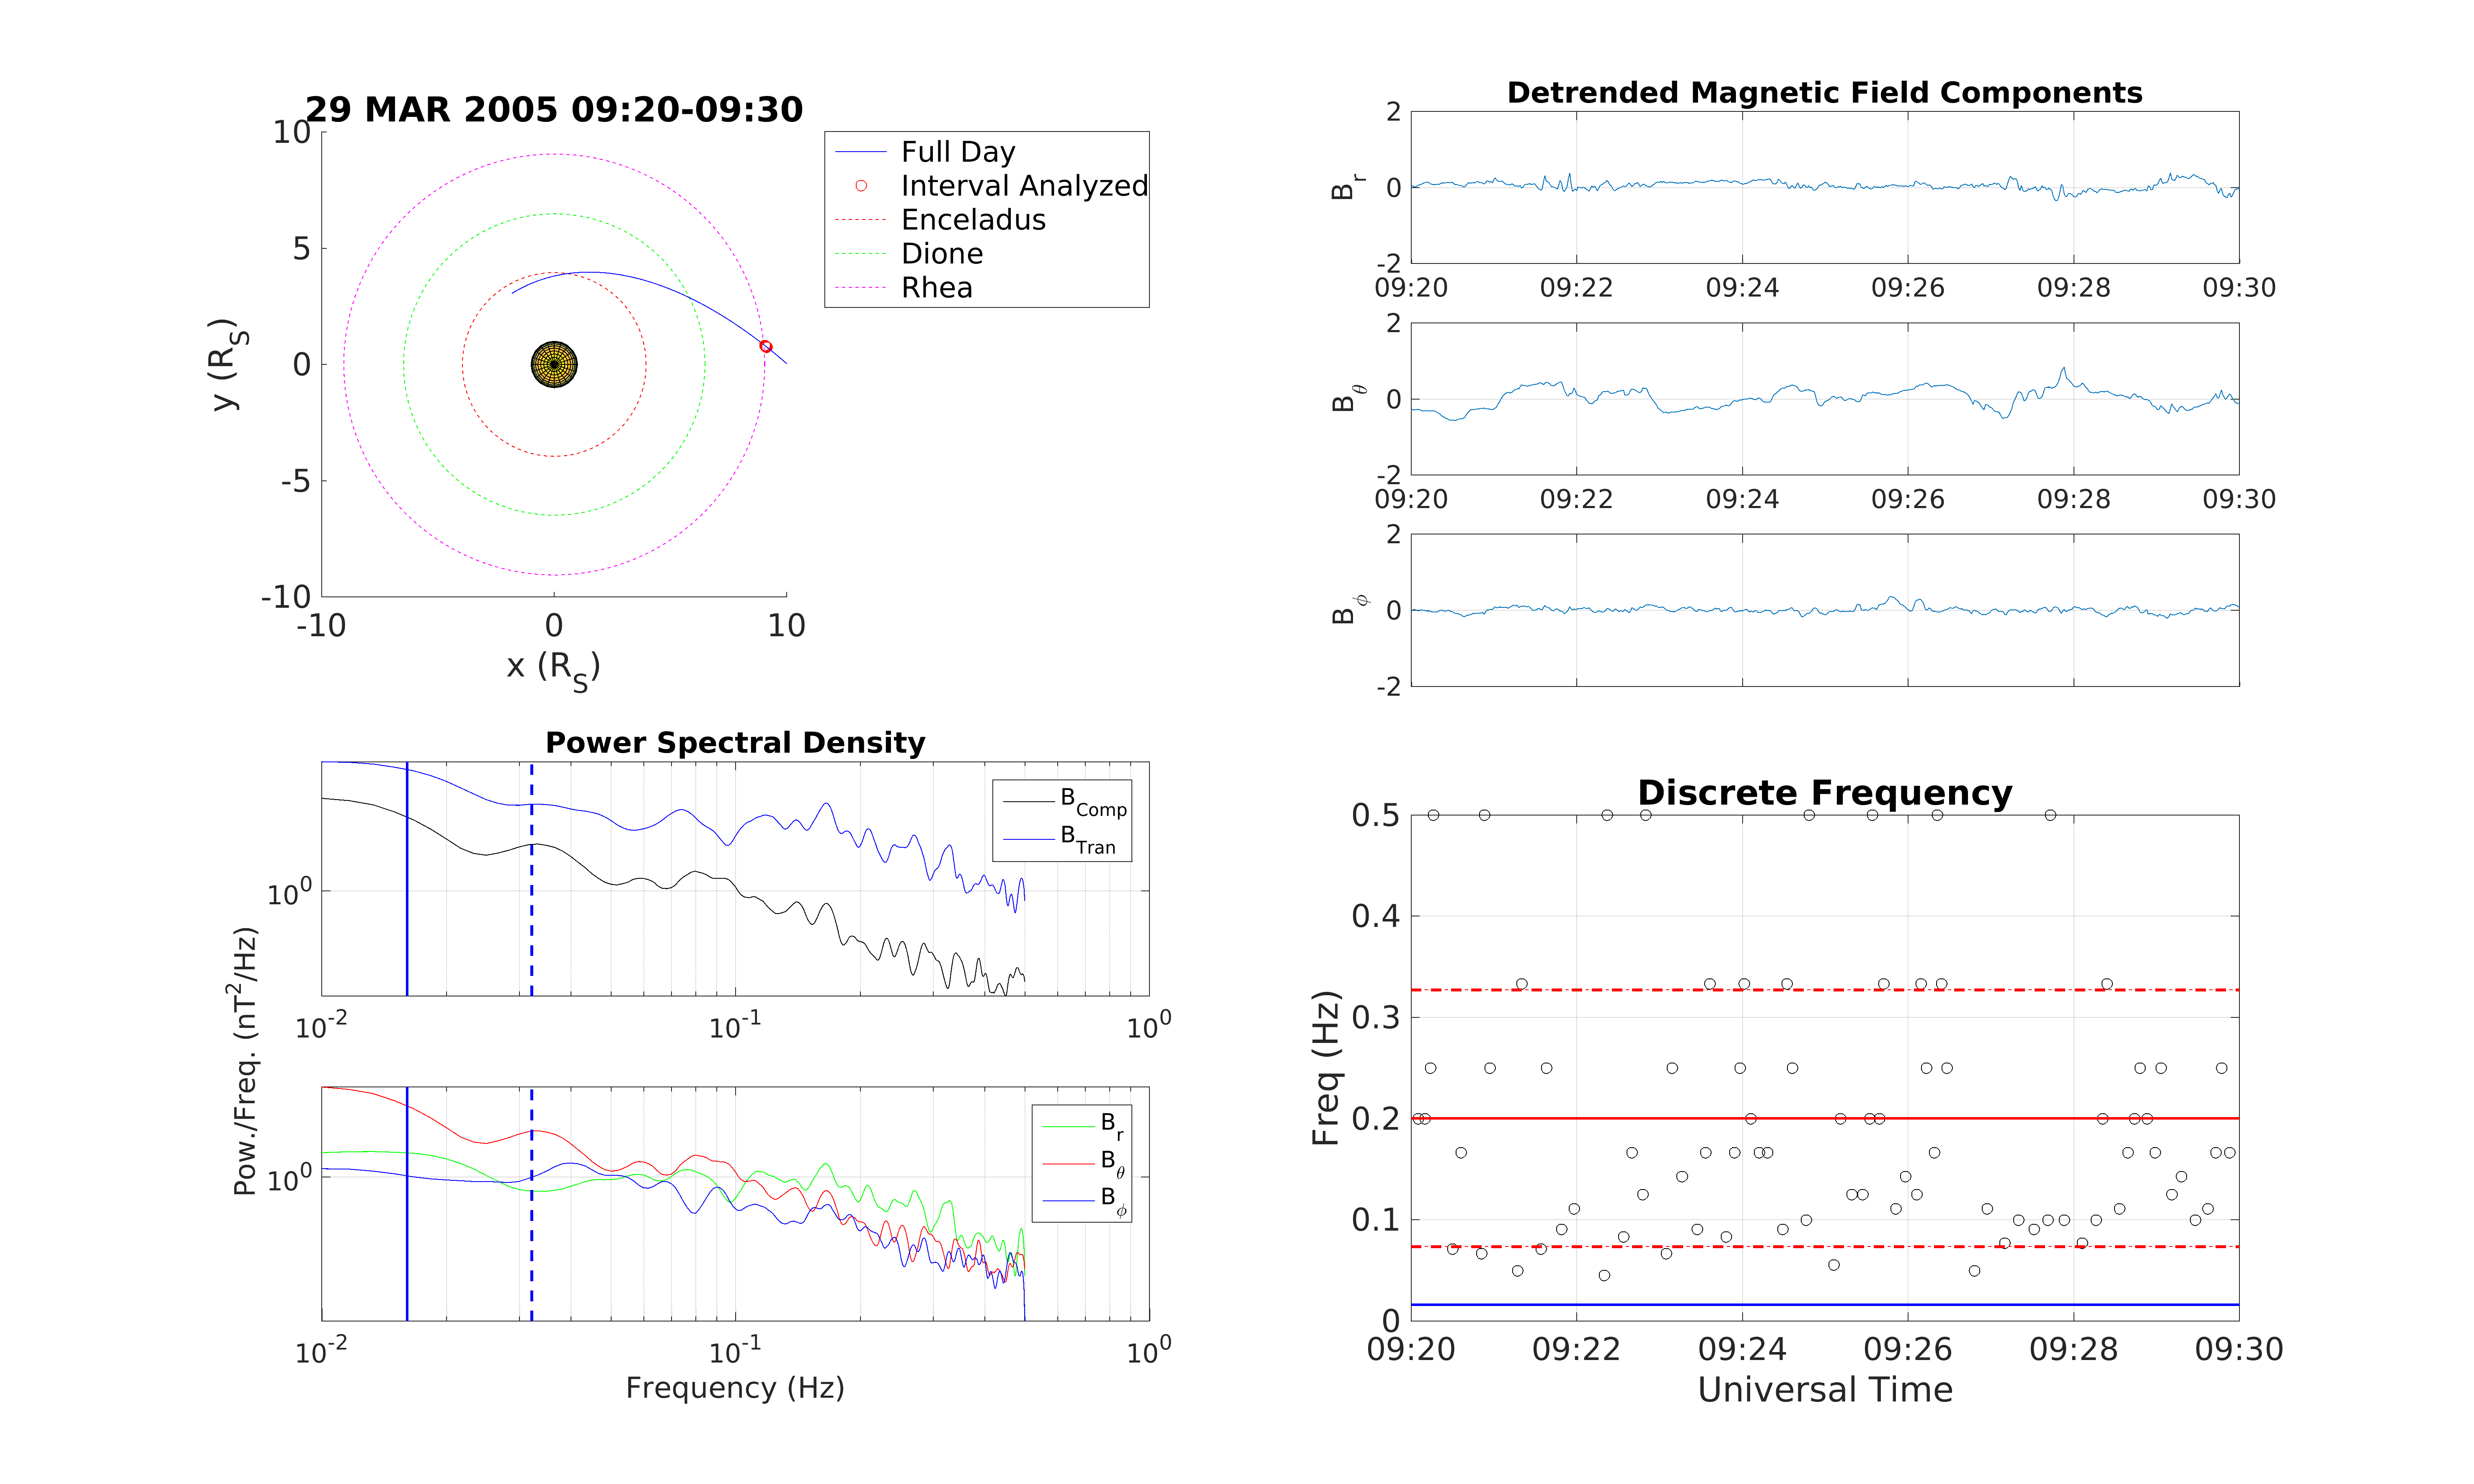 29 MAR 2005 09:20-09:30
10
5
0
-5
-10
-10 0 10
x (R_S)
y (R_S)
Full Day
Interval Analyzed
Enceladus
Dione
Rhea
Detrended Magnetic Field Components
2
0
-2
B_r
09:20 09:22 09:24 09:26 09:28 09:30
2
0
-2
B_θ
09:20 09:22 09:24 09:26 09:28 09:30
2
0
-2
B_ϕ
Power Spectral Density
10^0
B_Comp
B_Tran
10^-2 10^-1 10^0
Pow./Freq. (nT^2/Hz)
10^0
B_r
B_θ
B_ϕ
10^-2 10^-1 10^0
Frequency (Hz)
Discrete Frequency
0.5
0.4
0.3
0.2
0.1
0
Freq (Hz)
09:20 09:22 09:24 09:26 09:28 09:30
Universal Time